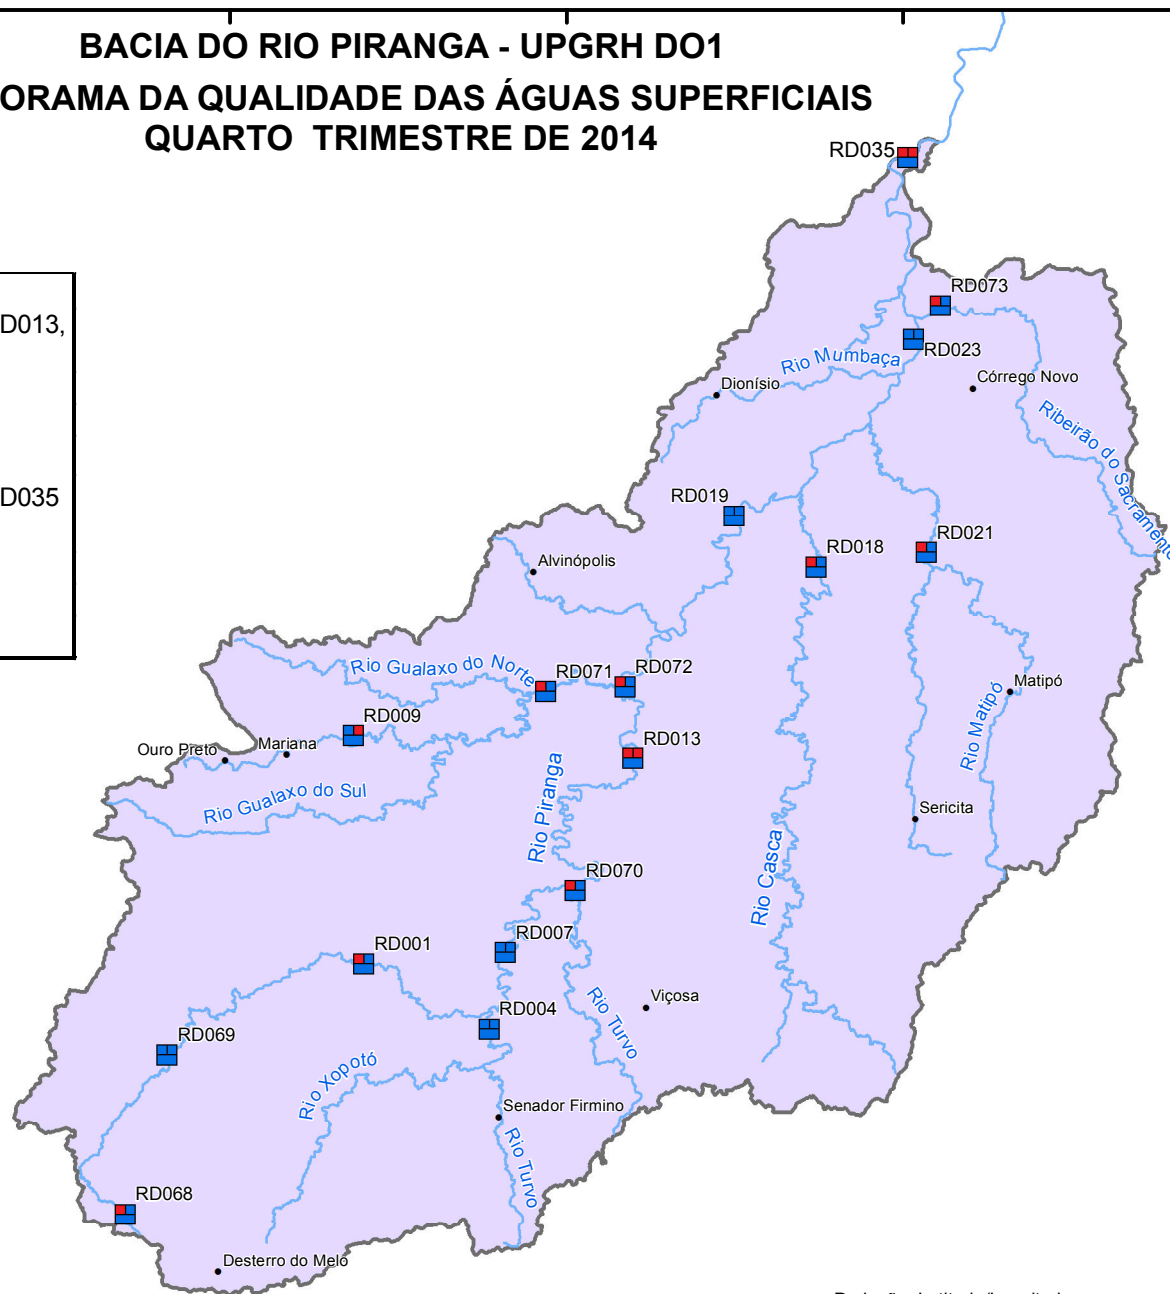 BACIA DO RIO PIRANGA - UPGRH DO1
ORAMA DA QUALIDADE DAS ÁGUAS SUPERFICIAIS
QUARTO TRIMESTRE DE 2014
RD035
RD073
D013,
RD023
Rio Mumbaça
Dionísio
Córrego Novo
Ribeirão do Sacramento
D035
RD019
RD021
RD018
Alvinópolis
Rio Gualaxo do Norte
RD071
RD072
Matipó
RD009
Rio Matipó
Ouro Preto
Mariana
RD013
Rio Gualaxo do Sul
Rio Piranga
Sericita
Rio Casca
RD070
RD007
RD001
Viçosa
RD004
Rio Turvo
RD069
Rio Xopotó
Senador Firmino
Rio Turvo
RD068
Desterro do Meló